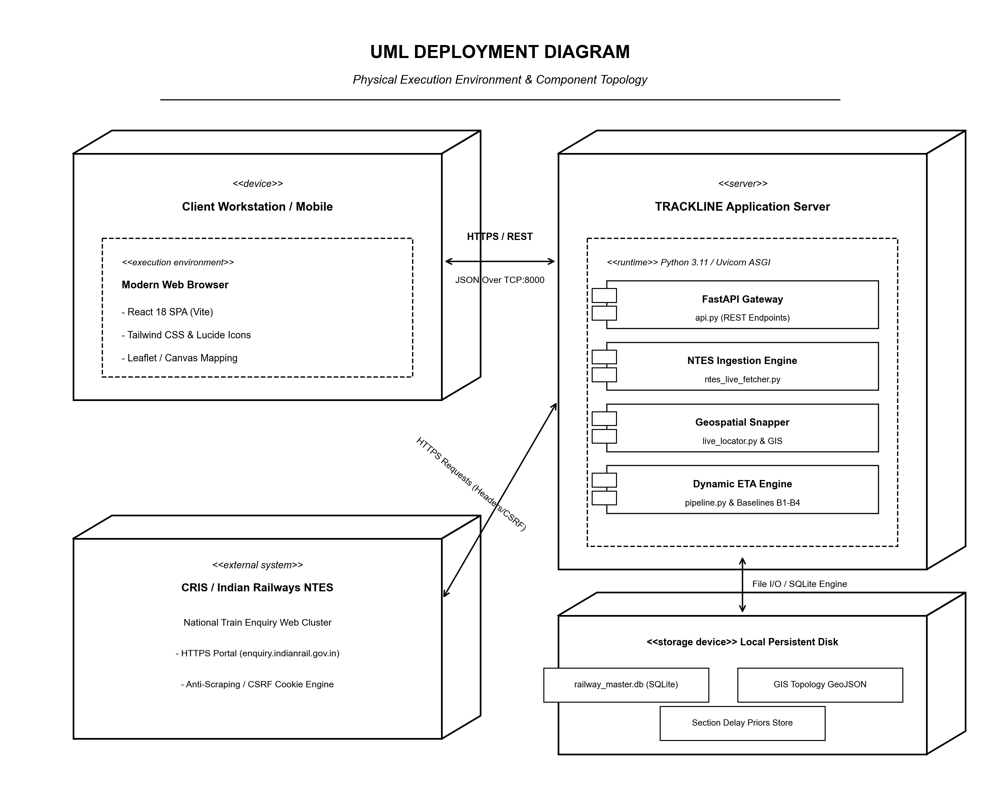 UML DEPLOYMENT DIAGRAM
Physical Execution Environment & Component Topology
<<device>>
Client Workstation / Mobile
<<execution environment>>
Modern Web Browser
- React 18 SPA (Vite)
- Tailwind CSS & Lucide Icons
- Leaflet / Canvas Mapping
HTTPS / REST
JSON Over TCP:8000
<<server>>
TRACKLINE Application Server
<<runtime>> Python 3.11 / Uvicorn ASGI
FastAPI Gateway
api.py (REST Endpoints)
NTES Ingestion Engine
ntes_live_fetcher.py
Geospatial Snapper
live_locator.py & GIS
Dynamic ETA Engine
pipeline.py & Baselines B1-B4
HTTPS Requests (Headers/CSRF)
<<external system>>
CRIS / Indian Railways NTES
National Train Enquiry Web Cluster
- HTTPS Portal (enquiry.indianrail.gov.in)
- Anti-Scraping / CSRF Cookie Engine
File I/O / SQLite Engine
<<storage device>> Local Persistent Disk
railway_master.db (SQLite)
GIS Topology GeoJSON
Section Delay Priors Store